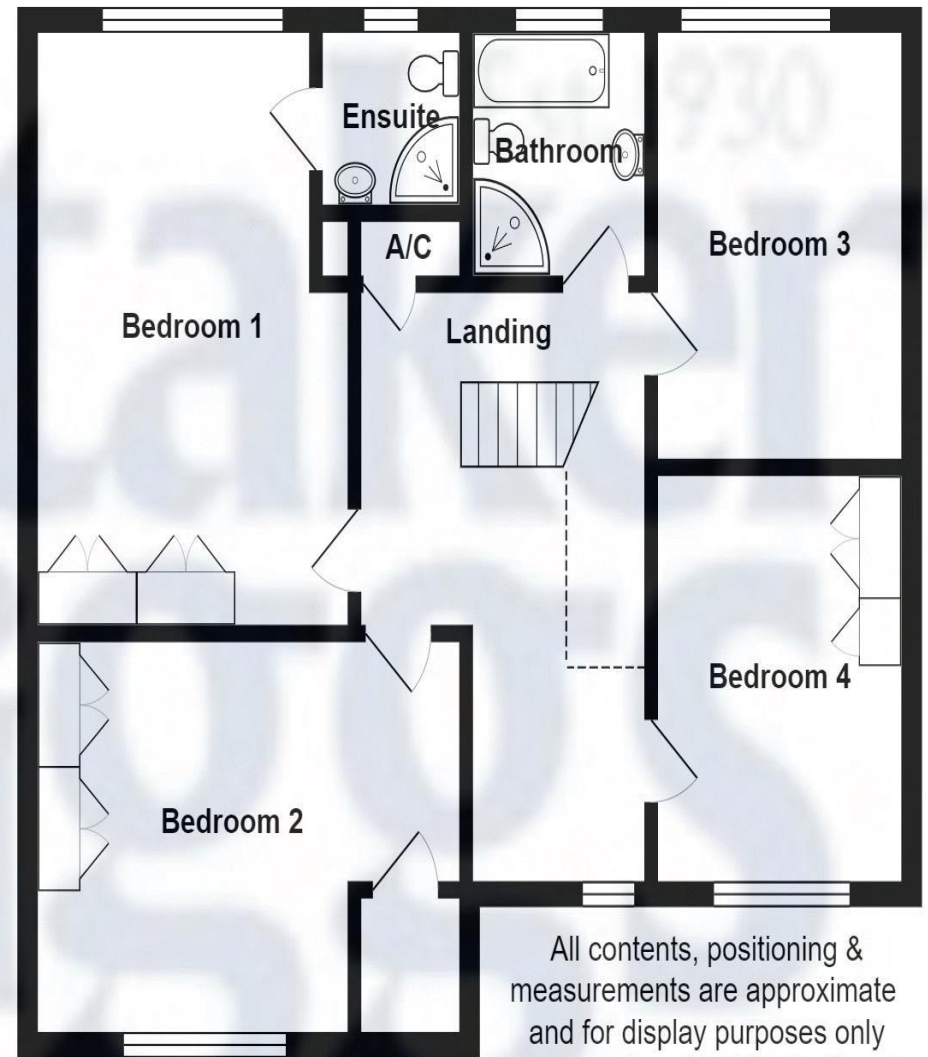 Ensuite
Bathroom
A/C
Bedroom 3
Bedroom 1
Landing
Bedroom 4
Bedroom 2
All contents, positioning &
measurements are approximate
and for display purposes only